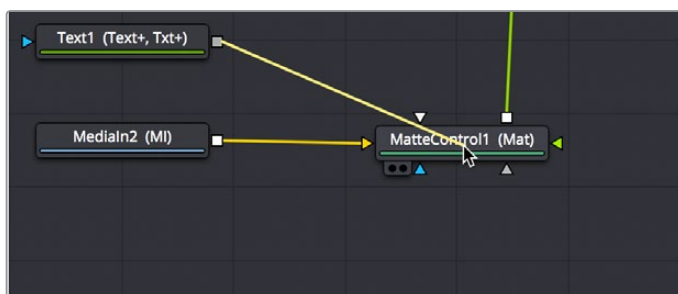 Text1 (Text+, Txt+)
MediaIn2 (MI)
MatteControl1 (Mat)